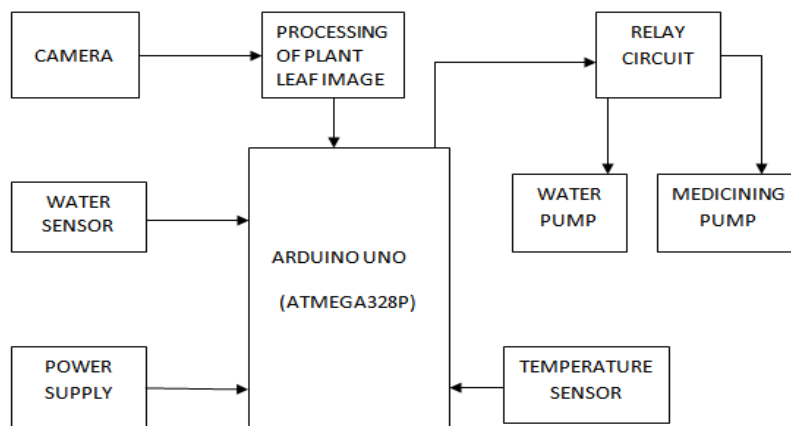 CAMERA
PROCESSING
OF PLANT
LEAF IMAGE
RELAY
CIRCUIT
WATER
SENSOR
WATER
PUMP
MEDICINING
PUMP
ARDUINO UNO
(ATMEGA328P)
POWER
SUPPLY
TEMPERATURE
SENSOR